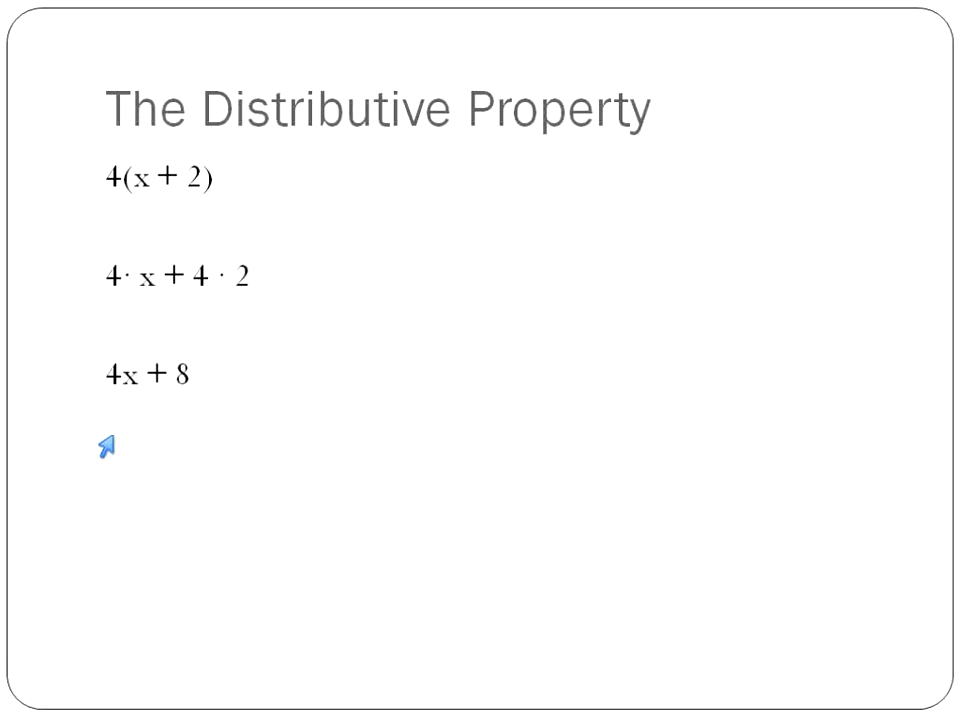 The Distributive Property
4(x + 2)
4· x + 4 · 2
4x + 8